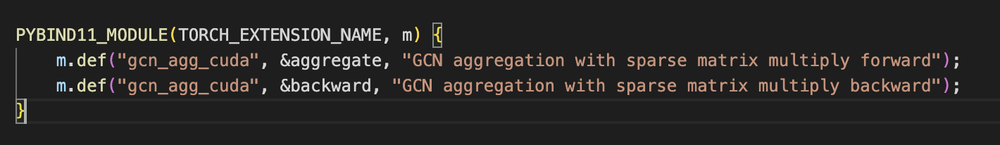 PYBIND11_MODULE(TORCH_EXTENSION_NAME, m) {
    m.def("gcn_agg_cuda", &aggregate, "GCN aggregation with sparse matrix multiply forward");
    m.def("gcn_agg_cuda", &backward, "GCN aggregation with sparse matrix multiply backward");
}